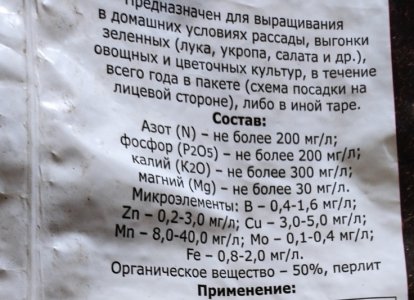 Предназначен для выращивания
в домашних условиях рассады, выгонки
зеленных (лука, укропа, салата и др.),
овощных и цветочных культур, в течение
всего года в пакете (схема посадки на
лицевой стороне), либо в иной таре.
Состав:
Азот (N) – не более 200 мг/л;
фосфор (P2O5) – не более 200 мг/л;
калий (K2O) – не более 300 мг/л;
магний (Mg) – не более 30 мг/л.
Микроэлементы: B – 0,4-1,6 мг/л;
Zn – 0,2-3,0 мг/л; Cu – 3,0-5,0 мг/л;
Mn – 8,0-40,0 мг/л; Mo – 0,1-0,4 мг/л;
Fe – 0,8-2,0 мг/л.
Органическое вещество – 50%, перлит
Применение: